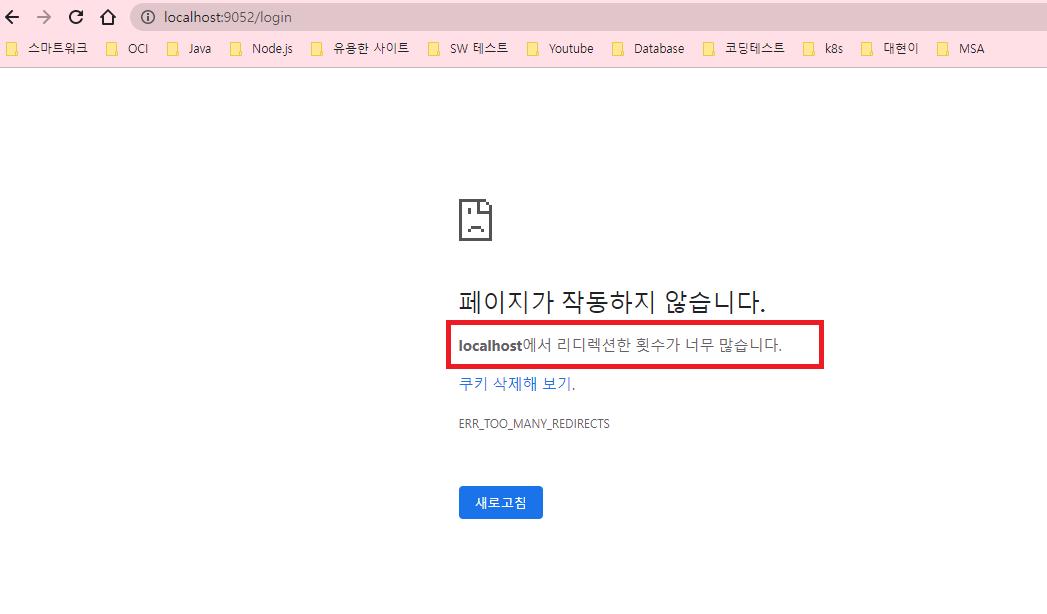 localhost:9052/login
스마트워크 OCI Java Node.js 유용한 사이트 SW 테스트 Youtube Database 코딩테스트 k8s 대현이 MSA
페이지가 작동하지 않습니다.
localhost에서 리디렉션한 횟수가 너무 많습니다.
쿠키 삭제해 보기.
ERR_TOO_MANY_REDIRECTS
새로고침